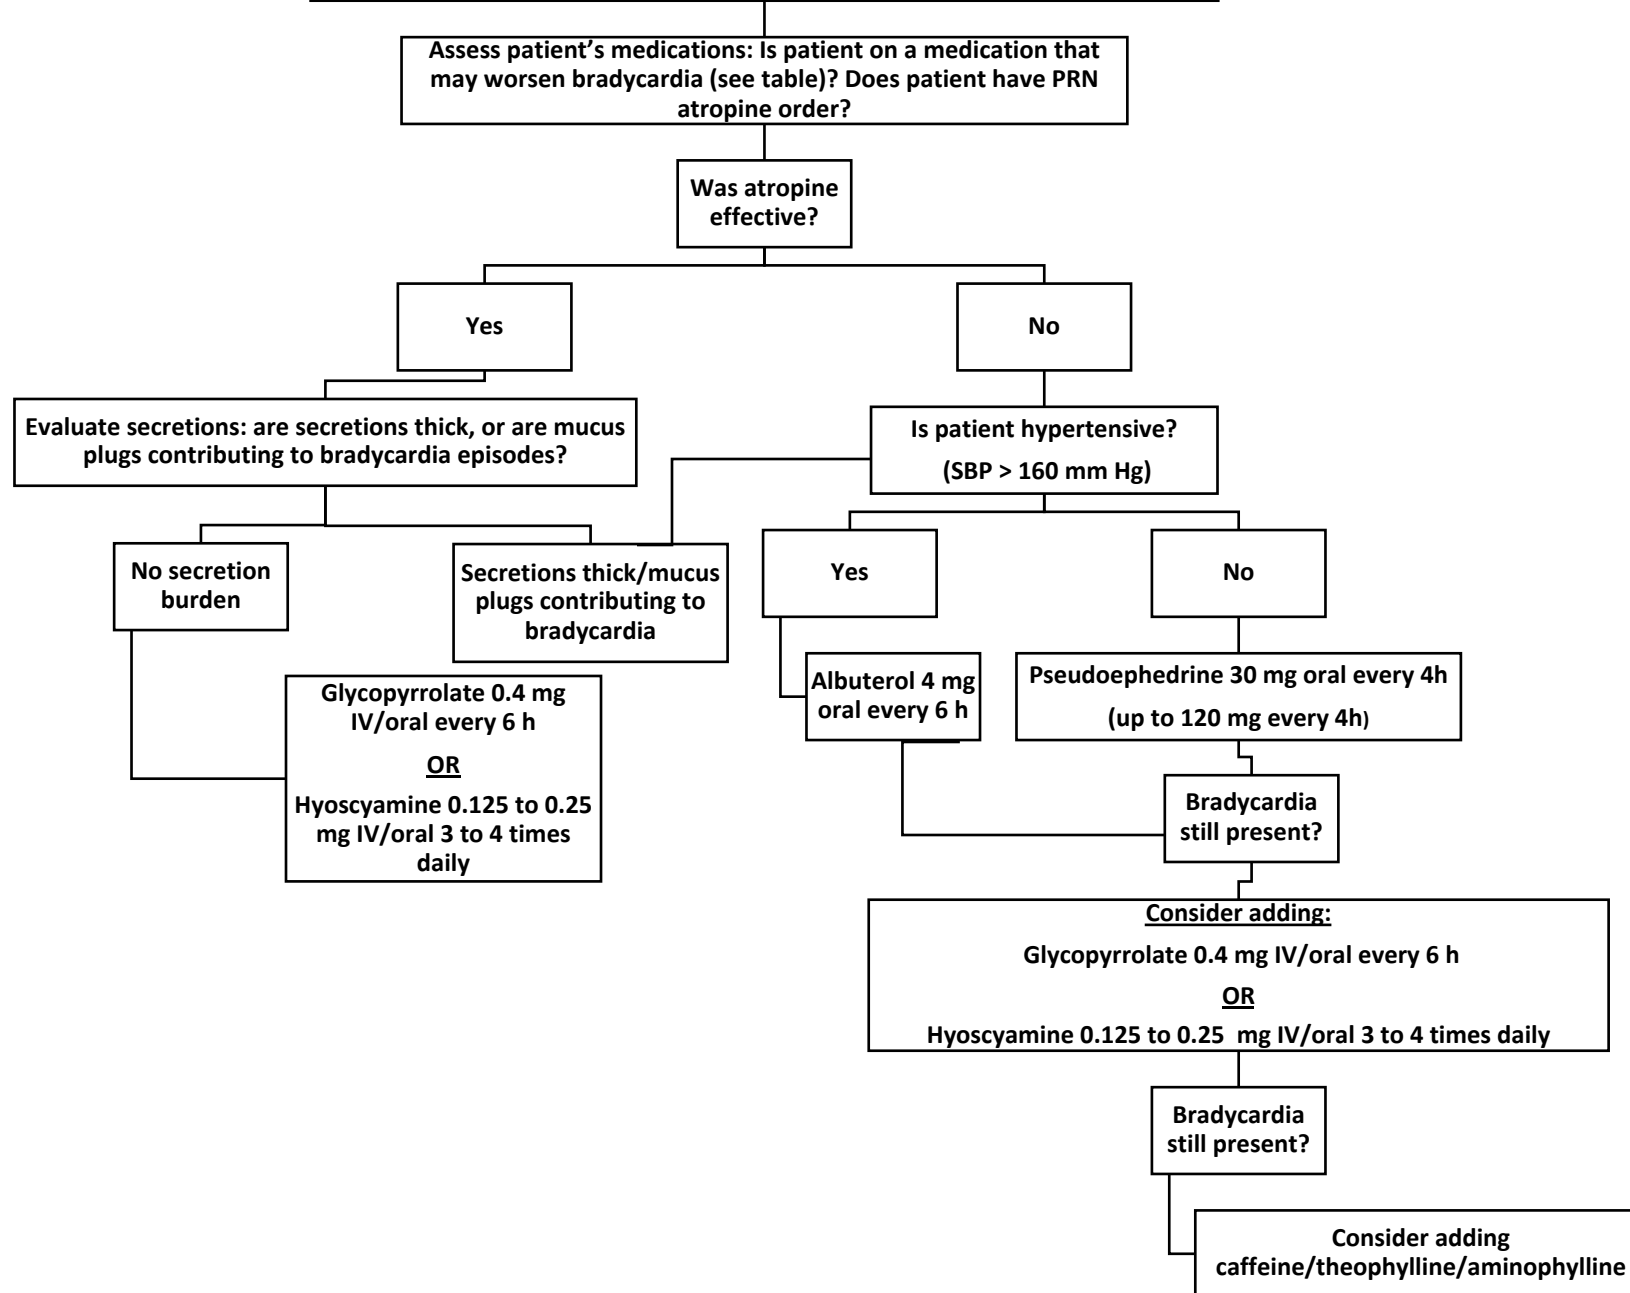 Assess patient's medications: Is patient on a medication that
may worsen bradycardia (see table)? Does patient have PRN
atropine order?
Was atropine
effective?
Yes
No
Evaluate secretions: are secretions thick, or are mucus
plugs contributing to bradycardia episodes?
Is patient hypertensive?
(SBP > 160 mm Hg)
No secretion
burden
Secretions thick/mucus
plugs contributing to
bradycardia
Yes
No
Glycopyrrolate 0.4 mg
IV/oral every 6 h
OR
Hyoscyamine 0.125 to 0.25
mg IV/oral 3 to 4 times
daily
Albuterol 4 mg
oral every 6 h
Pseudoephedrine 30 mg oral every 4h
(up to 120 mg every 4h)
Bradycardia
still present?
Consider adding:
Glycopyrrolate 0.4 mg IV/oral every 6 h
OR
Hyoscyamine 0.125 to 0.25  mg IV/oral 3 to 4 times daily
Bradycardia
still present?
Consider adding
caffeine/theophylline/aminophylline